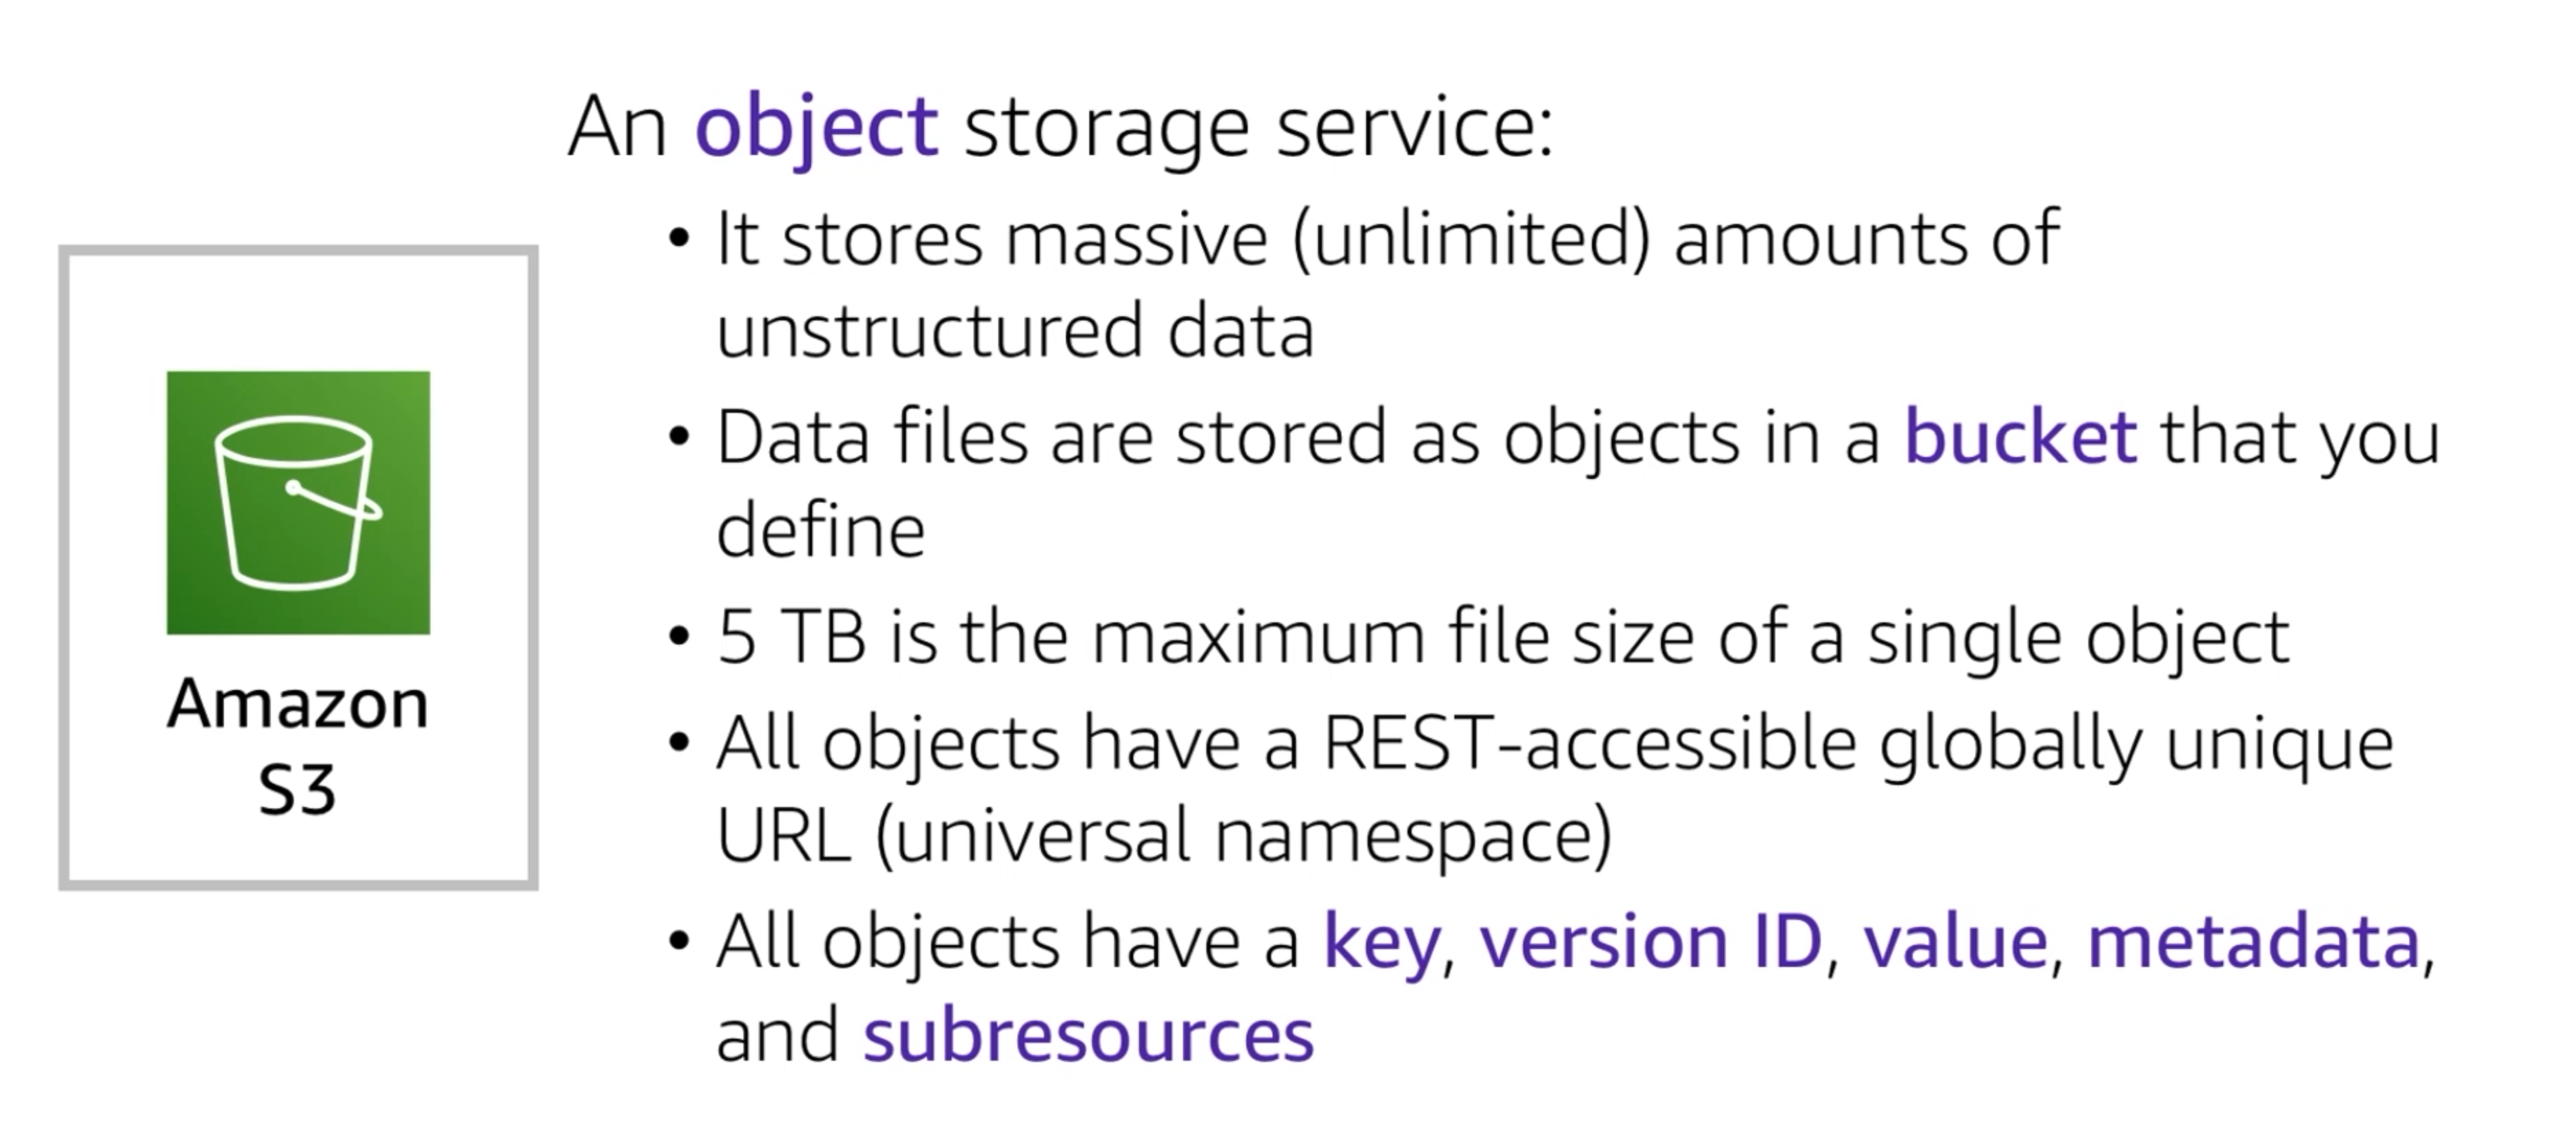 An object storage service:
• It stores massive (unlimited) amounts of
unstructured data
• Data files are stored as objects in a bucket that you
define
• 5 TB is the maximum file size of a single object
• All objects have a REST-accessible globally unique
URL (universal namespace)
• All objects have a key, version ID, value, metadata,
and subresources
Amazon
S3